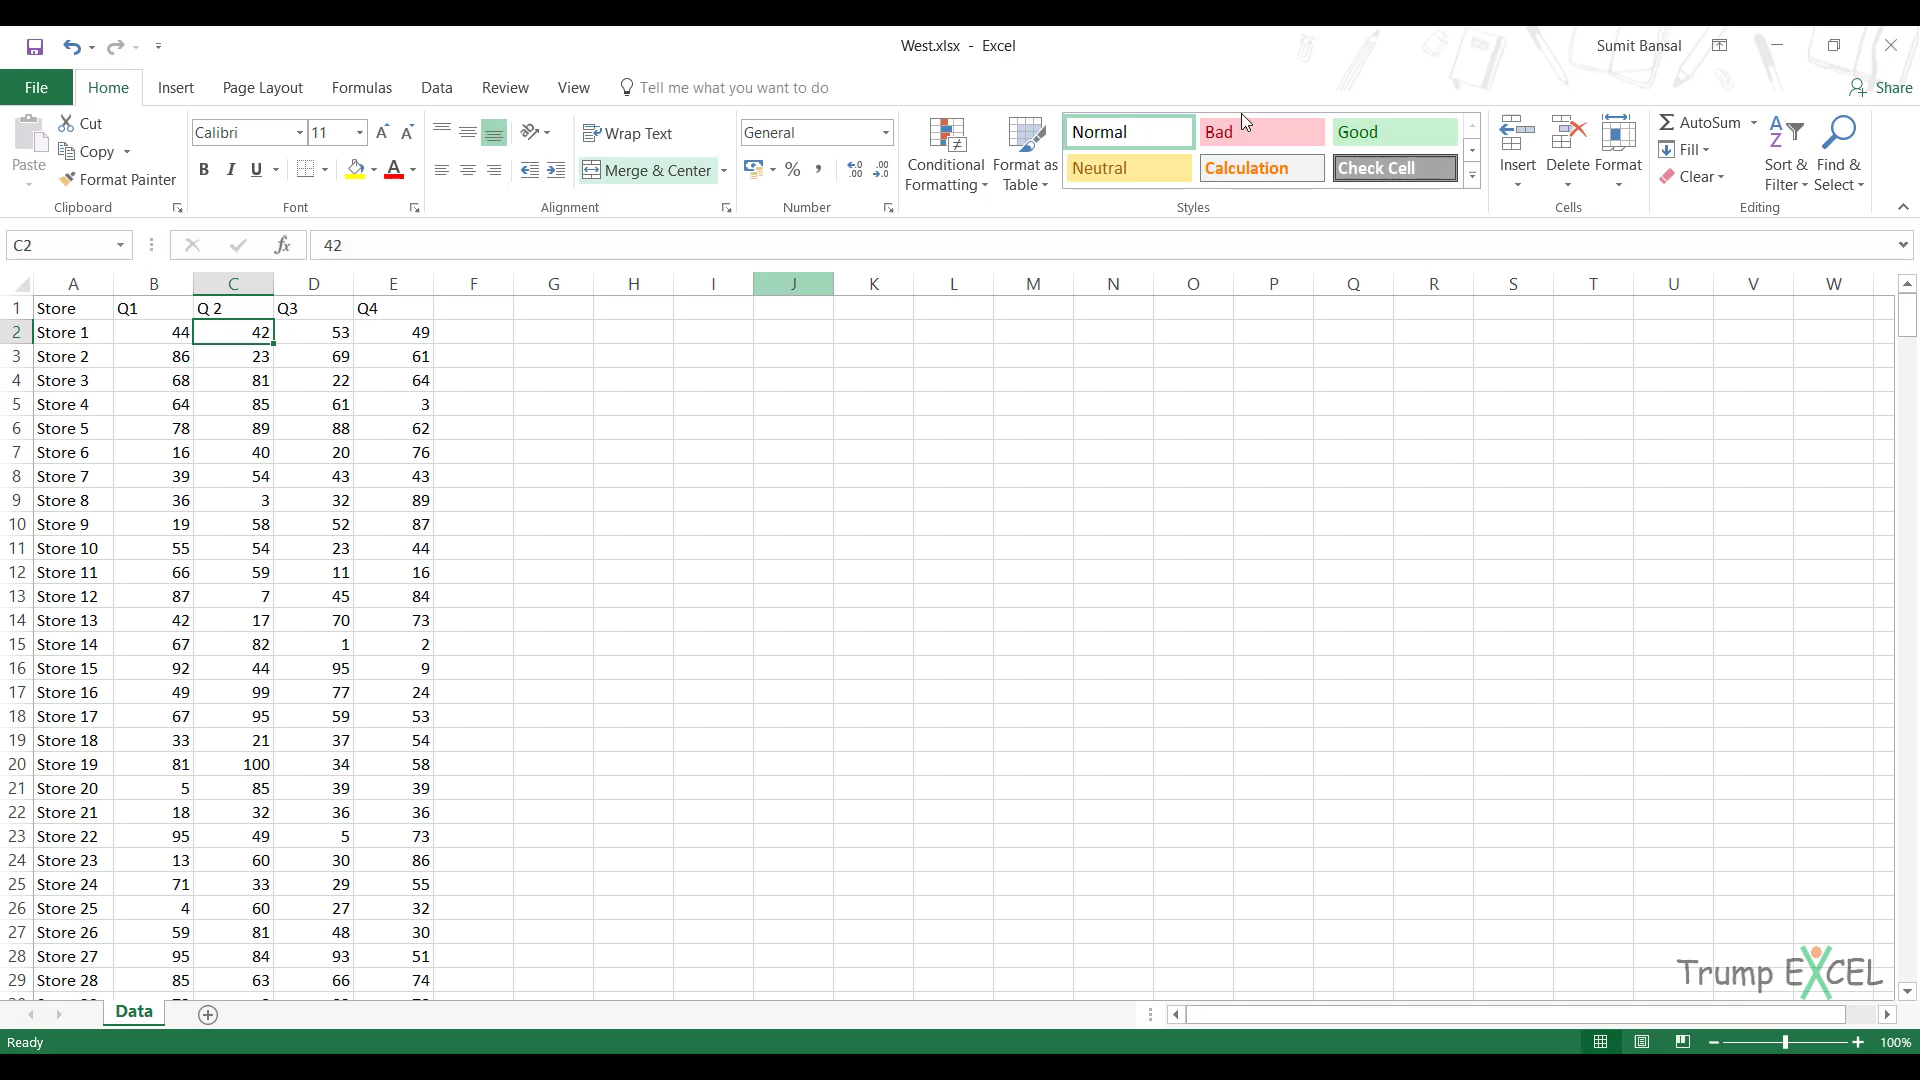 West.xlsx - Excel
Sumit Bansal
File Home Insert Page Layout Formulas Data Review View Tell me what you want to do Share
Paste Cut Copy Format Painter Clipboard
Calibri 11 B I U A Font
Wrap Text Merge & Center Alignment
General % , Number
Conditional Formatting Format as Table
Normal Bad Good
Neutral Calculation Check Cell
Styles
Insert Delete Format Cells
AutoSum Fill Clear Sort & Filter Find & Select Editing
C2 fx 42
A B C D E F G H I J K L M N O P Q R S T U V W
1 Store Q1 Q 2 Q3 Q4
2 Store 1 44 42 53 49
3 Store 2 86 23 69 61
4 Store 3 68 81 22 64
5 Store 4 64 85 61 3
6 Store 5 78 89 88 62
7 Store 6 16 40 20 76
8 Store 7 39 54 43 43
9 Store 8 36 3 32 89
10 Store 9 19 58 52 87
11 Store 10 55 54 23 44
12 Store 11 66 59 11 16
13 Store 12 87 7 45 84
14 Store 13 42 17 70 73
15 Store 14 67 82 1 2
16 Store 15 92 44 95 9
17 Store 16 49 99 77 24
18 Store 17 67 95 59 53
19 Store 18 33 21 37 54
20 Store 19 81 100 34 58
21 Store 20 5 85 39 39
22 Store 21 18 32 36 36
23 Store 22 95 49 5 73
24 Store 23 13 60 30 86
25 Store 24 71 33 29 55
26 Store 25 4 60 27 32
27 Store 26 59 81 48 30
28 Store 27 95 84 93 51
29 Store 28 85 63 66 74
Trump EXCEL
Data
Ready
100%